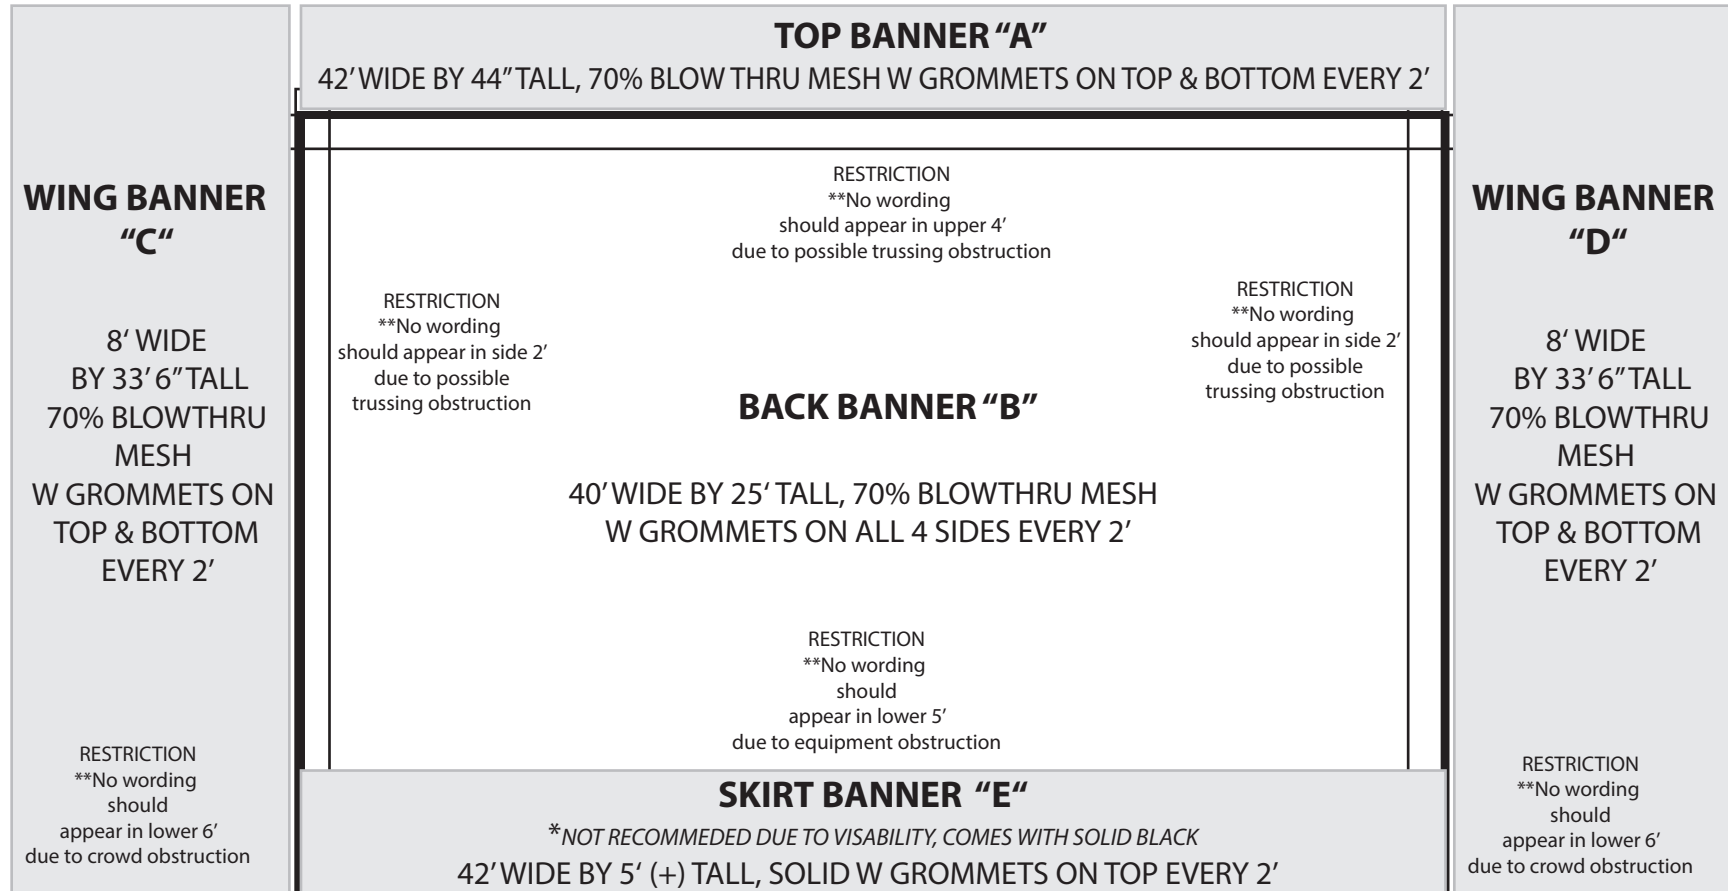 TOP BANNER “A”
42’ WIDE BY 44” TALL, 70% BLOW THRU MESH W GROMMETS ON TOP & BOTTOM EVERY 2’
WING BANNER
“C“
8‘ WIDE
BY 33’ 6” TALL
70% BLOWTHRU
MESH
W GROMMETS ON
TOP & BOTTOM
EVERY 2’
RESTRICTION
**No wording
should
appear in lower 6’
due to crowd obstruction
RESTRICTION
**No wording
should appear in upper 4’
due to possible trussing obstruction
RESTRICTION
**No wording
should appear in side 2’
due to possible
trussing obstruction
RESTRICTION
**No wording
should appear in side 2’
due to possible
trussing obstruction
BACK BANNER “B”
40’ WIDE BY 25‘ TALL, 70% BLOWTHRU MESH
W GROMMETS ON ALL 4 SIDES EVERY 2’
RESTRICTION
**No wording
should
appear in lower 5’
due to equipment obstruction
SKIRT BANNER “E“
*NOT RECOMMEDED DUE TO VISABILITY, COMES WITH SOLID BLACK
42’ WIDE BY 5‘ (+) TALL, SOLID W GROMMETS ON TOP EVERY 2’
WING BANNER
“D“
8‘ WIDE
BY 33’ 6” TALL
70% BLOWTHRU
MESH
W GROMMETS ON
TOP & BOTTOM
EVERY 2’
RESTRICTION
**No wording
should
appear in lower 6’
due to crowd obstruction